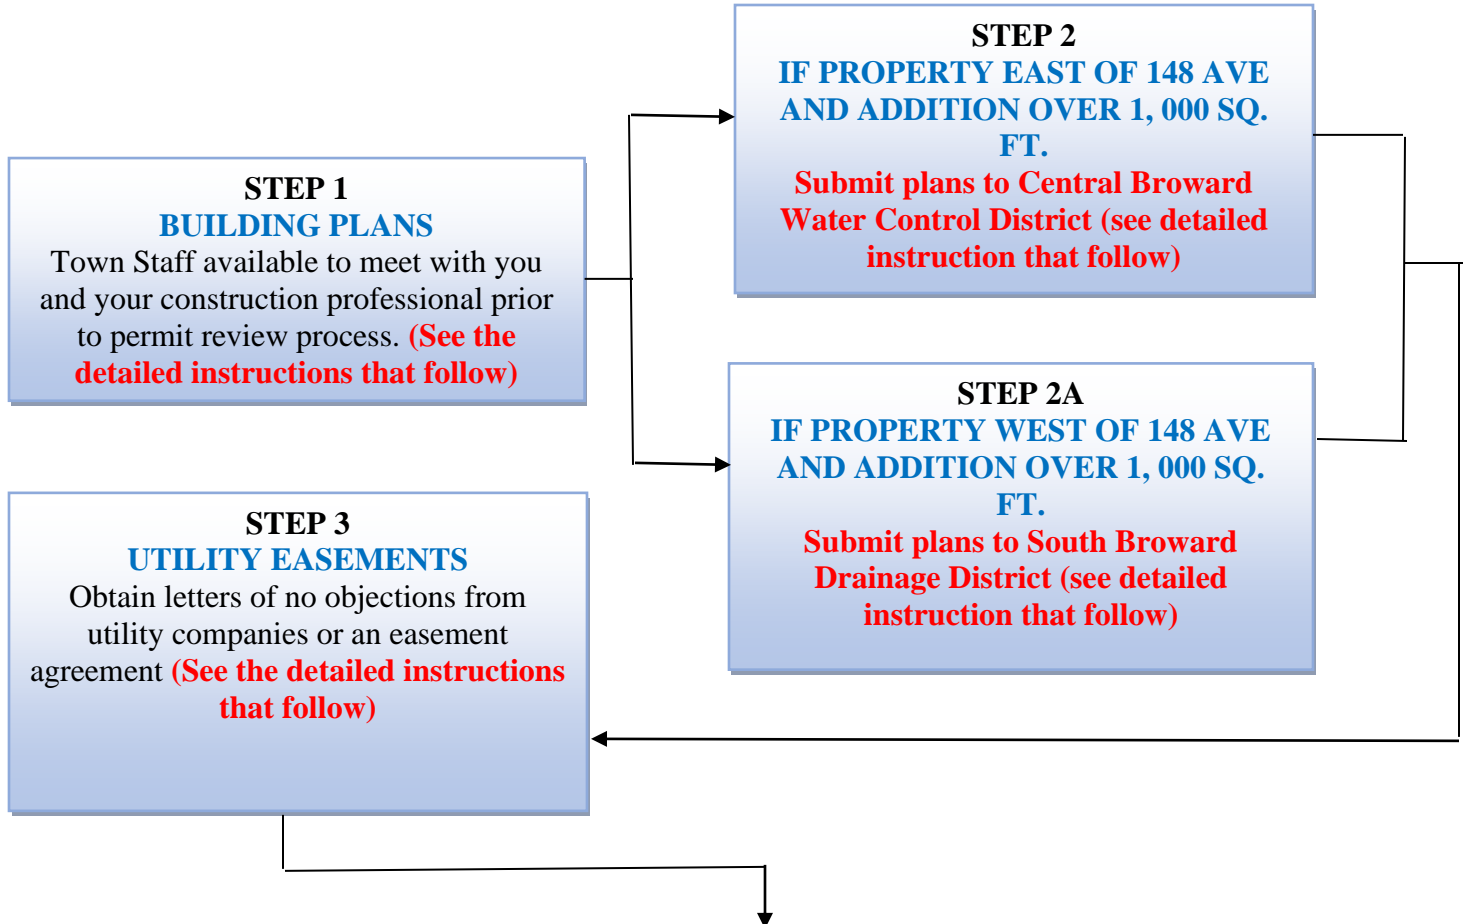 STEP 1
BUILDING PLANS
Town Staff available to meet with you
and your construction professional prior
to permit review process. (See the
detailed instructions that follow)
STEP 2
IF PROPERTY EAST OF 148 AVE
AND ADDITION OVER 1, 000 SQ.
FT.
Submit plans to Central Broward
Water Control District (see detailed
instruction that follow)
STEP 2A
IF PROPERTY WEST OF 148 AVE
AND ADDITION OVER 1, 000 SQ.
FT.
Submit plans to South Broward
Drainage District (see detailed
instruction that follow)
STEP 3
UTILITY EASEMENTS
Obtain letters of no objections from
utility companies or an easement
agreement (See the detailed instructions
that follow)